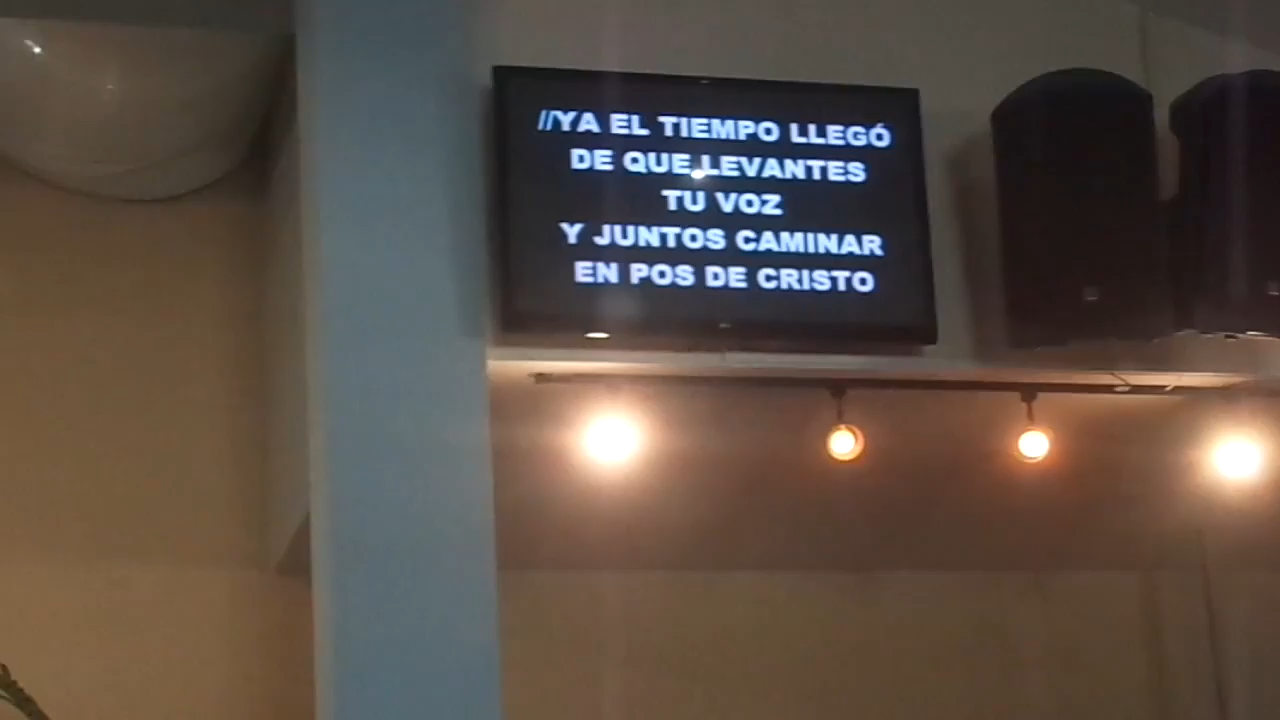 //YA EL TIEMPO LLEGÓ
DE QUE LEVANTES
TU VOZ
Y JUNTOS CAMINAR
EN POS DE CRISTO